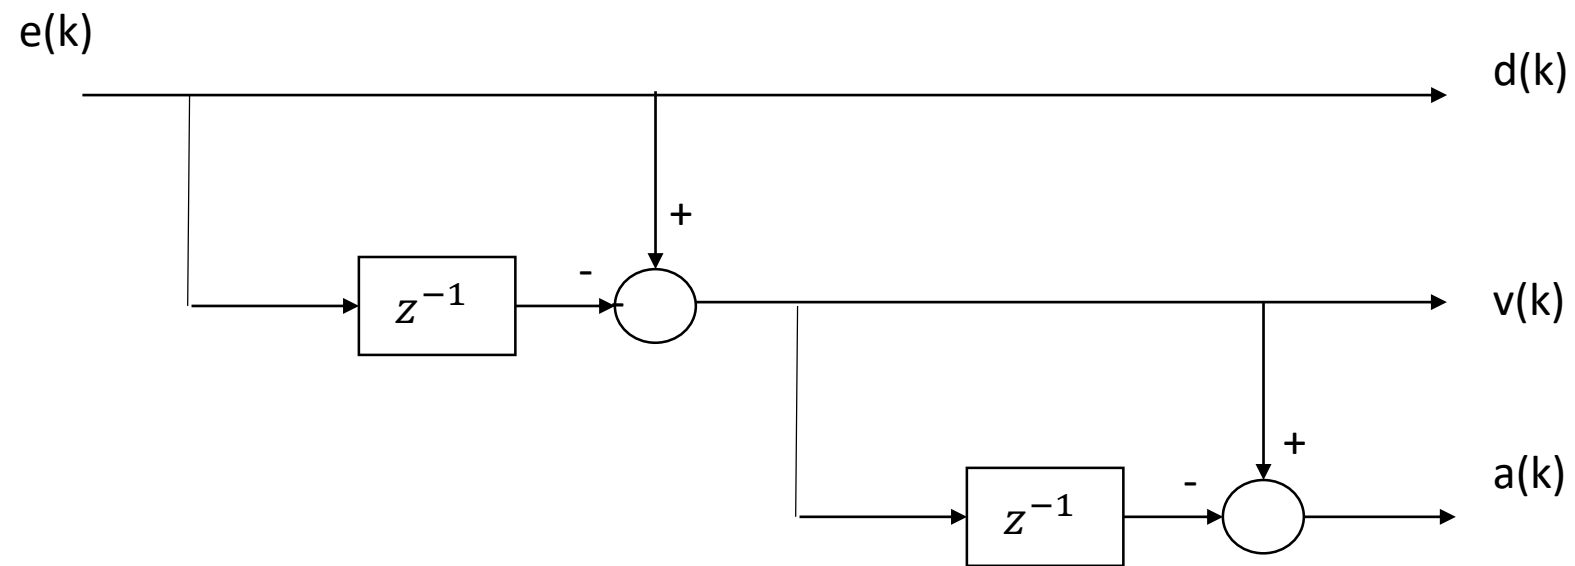 e(k)
d(k)
+
-
z⁻¹
v(k)
+
-
z⁻¹
a(k)